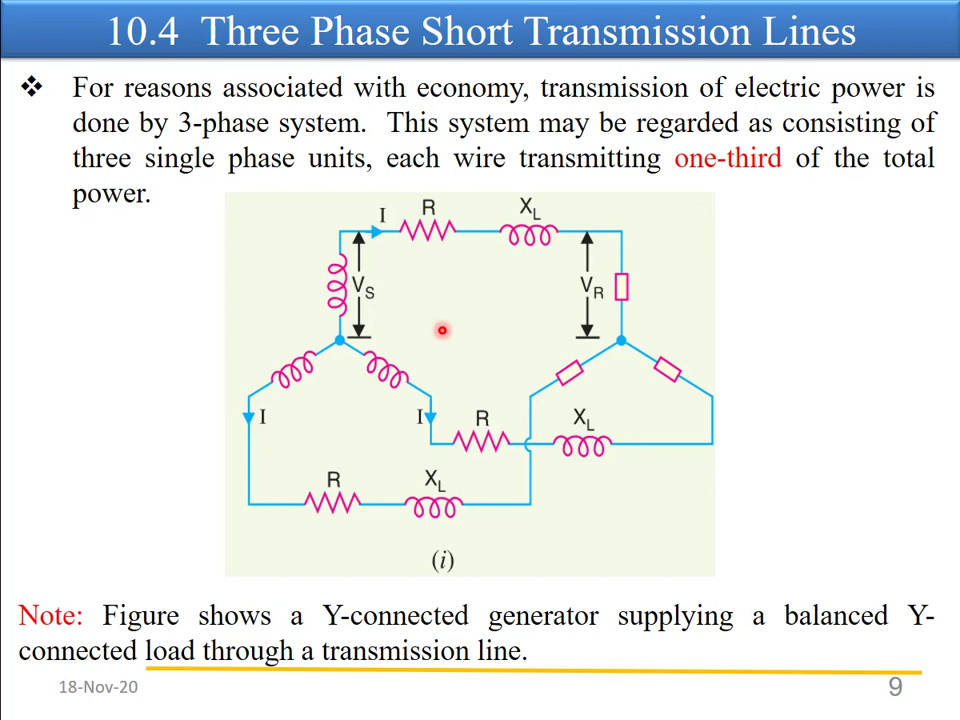 10.4 Three Phase Short Transmission Lines
❖ For reasons associated with economy, transmission of electric power is
done by 3-phase system. This system may be regarded as consisting of
three single phase units, each wire transmitting one-third of the total
power.
I R XL
VS VR
I I R XL
R XL
(i)
Note: Figure shows a Y-connected generator supplying a balanced Y-
connected load through a transmission line.
18-Nov-20 9